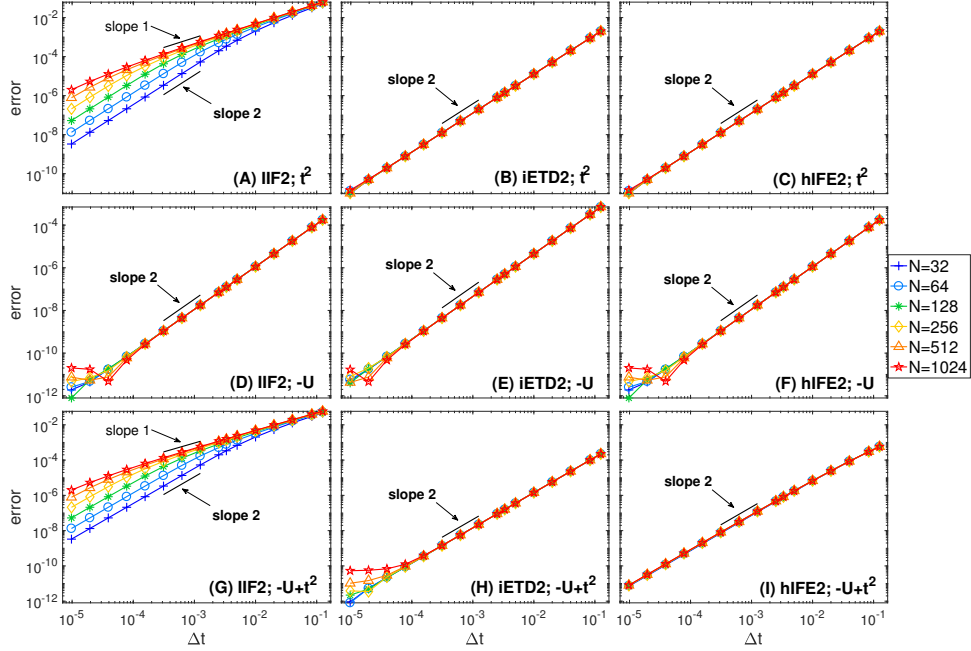 error
10^-2
10^-4
10^-6
10^-8
10^-10
slope 1
slope 2
(A) IIF2; t^2
slope 2
(B) iETD2; t^2
slope 2
(C) hIFE2; t^2
error
10^-4
10^-6
10^-8
10^-10
10^-12
slope 2
(D) IIF2; -U
slope 2
(E) iETD2; -U
slope 2
(F) hIFE2; -U
N=32
N=64
N=128
N=256
N=512
N=1024
error
10^-2
10^-4
10^-6
10^-8
10^-10
10^-12
slope 1
slope 2
(G) IIF2; -U+t^2
slope 2
(H) iETD2; -U+t^2
slope 2
(I) hIFE2; -U+t^2
10^-5 10^-4 10^-3 10^-2 10^-1
10^-5 10^-4 10^-3 10^-2 10^-1
10^-5 10^-4 10^-3 10^-2 10^-1
Δt
Δt
Δt